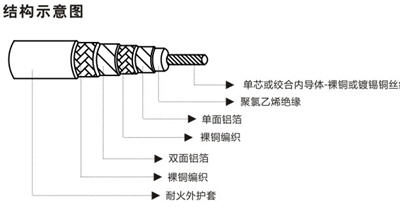 结构示意图
单芯或绞合内导体-裸铜或镀锡铜丝
聚氯乙烯绝缘
单面铝箔
裸铜编织
双面铝箔
裸铜编织
耐火外护套